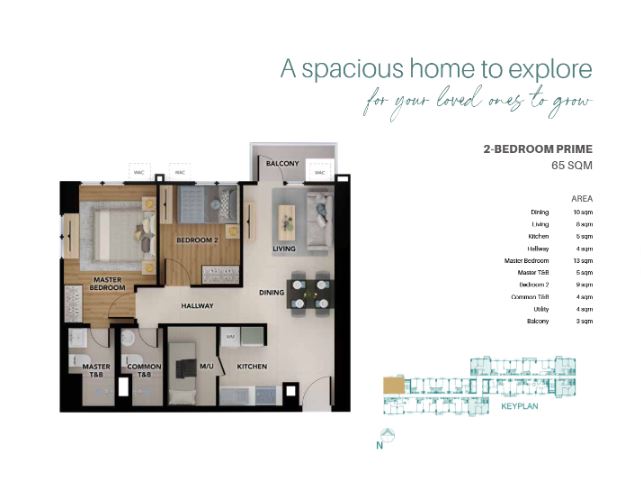 A spacious home to explore
for your loved ones to grow
2-BEDROOM PRIME
65 SQM
AREA
Dining 10 sqm
Living 8 sqm
Kitchen 5 sqm
Hallway 4 sqm
Master Bedroom 13 sqm
Master T&B 5 sqm
Bedroom 2 9 sqm
Common T&B 4 sqm
Utility 4 sqm
Balcony 3 sqm
BALCONY
WAC
WAC
WAC
BEDROOM 2
LIVING
MASTER
BEDROOM
DINING
HALLWAY
WM
MASTER
T&B
COMMON
T&B
M/U
KITCHEN
KEYPLAN
N